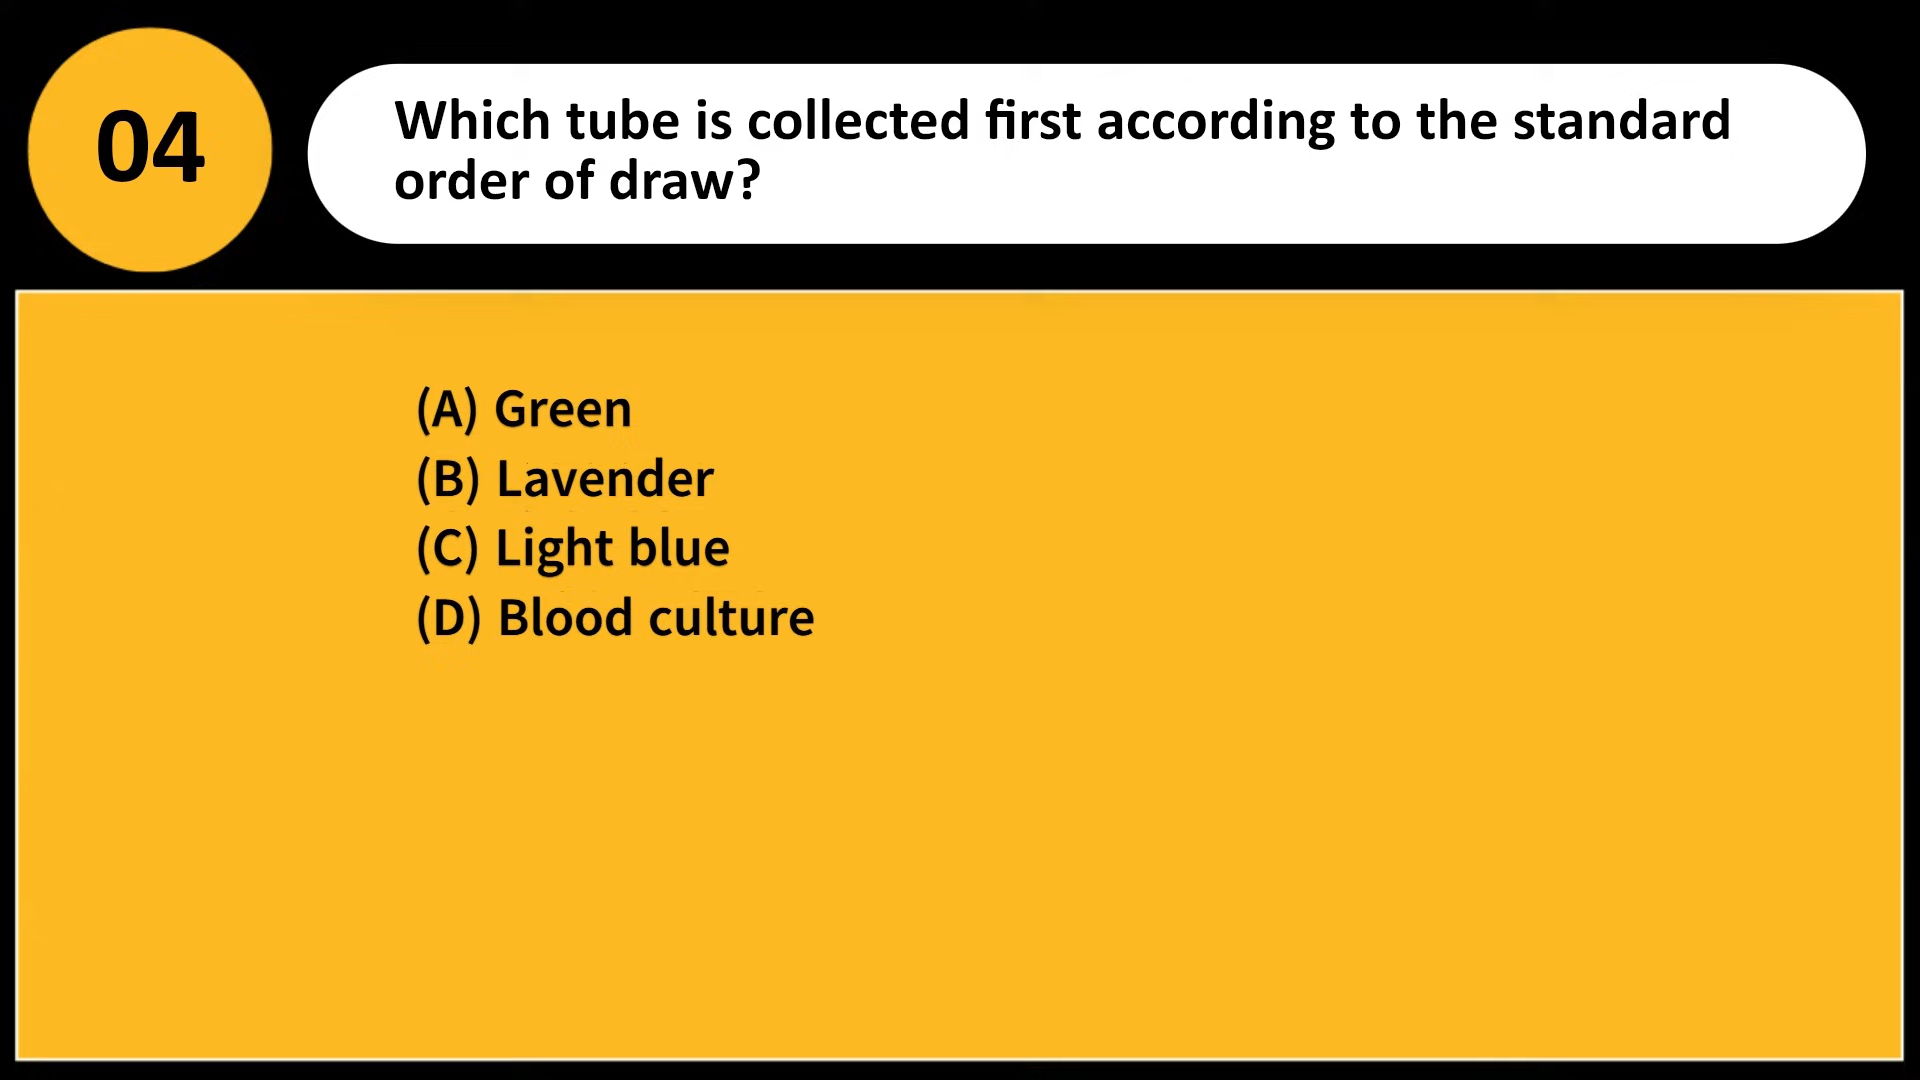 04
Which tube is collected first according to the standard
order of draw?
(A) Green
(B) Lavender
(C) Light blue
(D) Blood culture